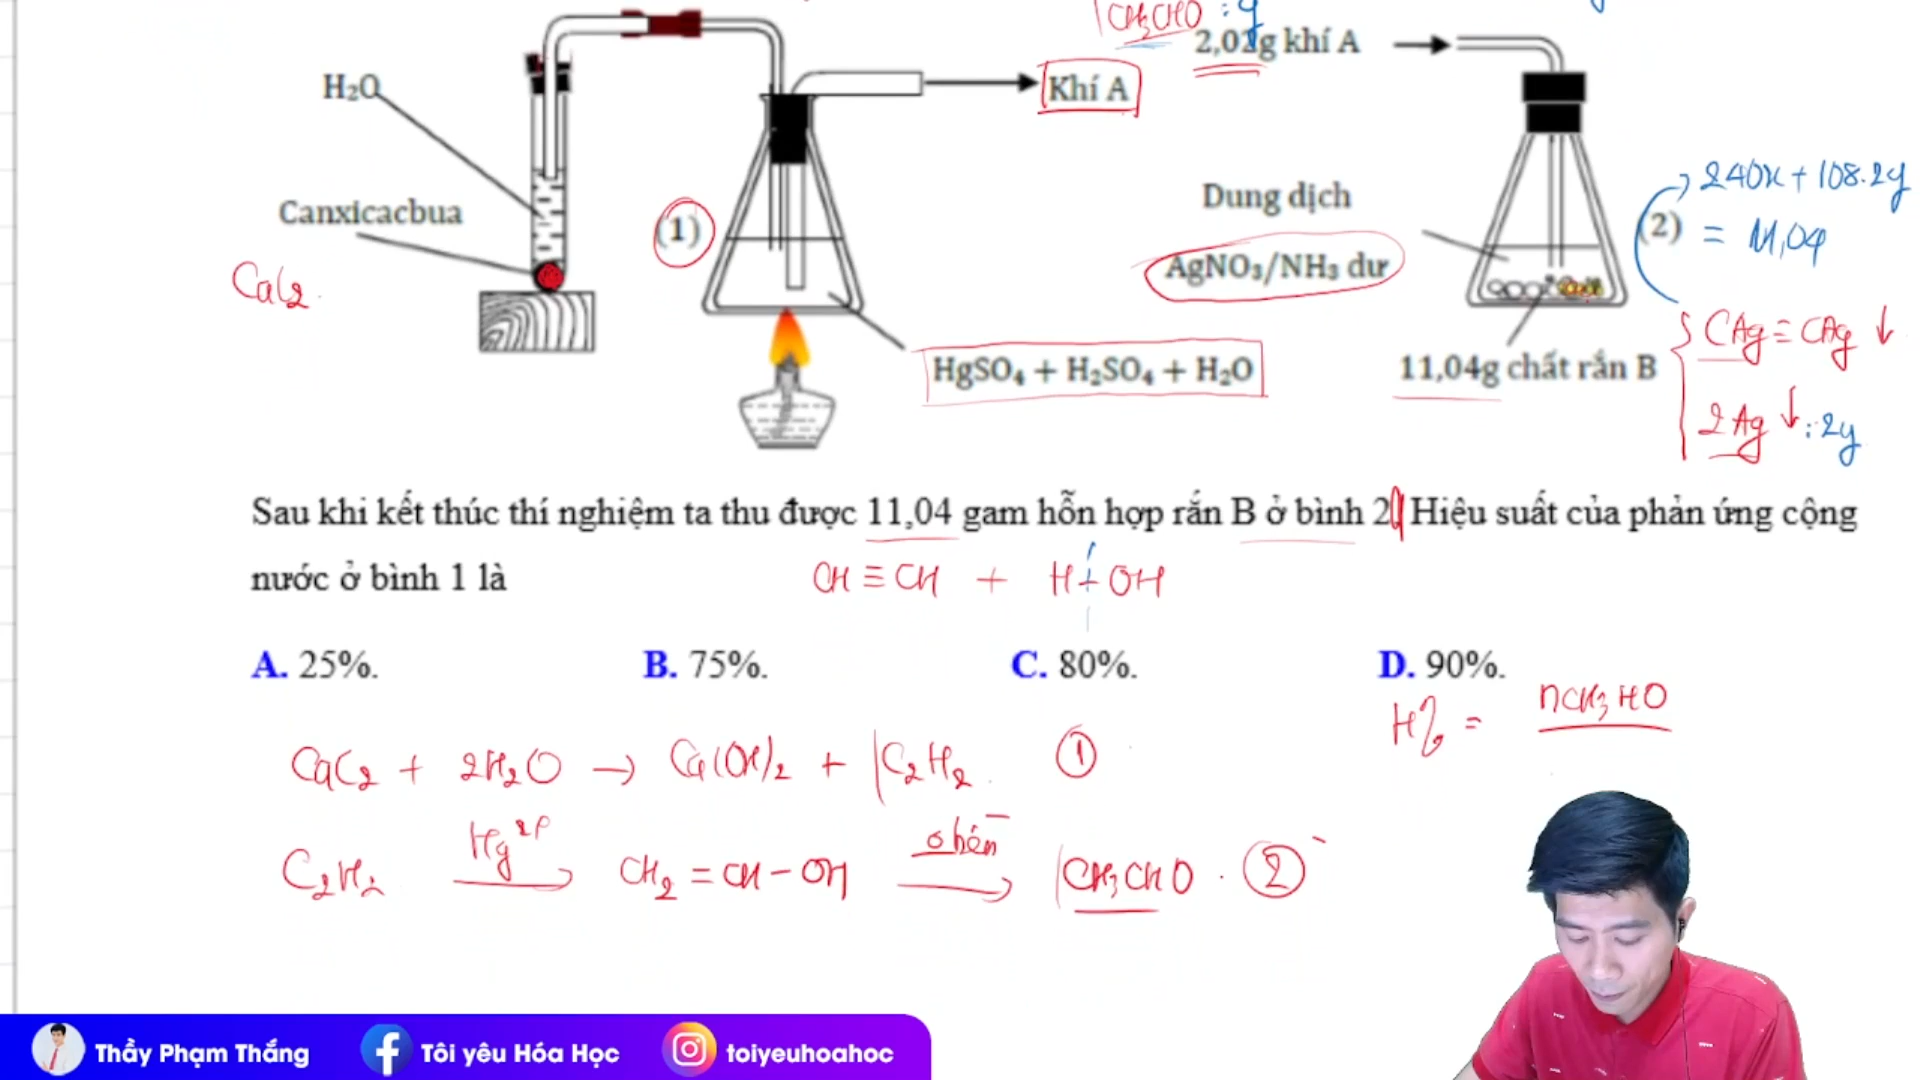 CH₃CHO : y
2,02g khí A
H₂O
Khí A
Canxicacbua
CaC₂
(1)
Dung dịch
AgNO₃/NH₃ dư
(2)
240x + 108.2y
= 11,04
HgSO₄ + H₂SO₄ + H₂O
11,04g chất rắn B
CAg ≡ CAg ↓
2Ag ↓ : 2y
Sau khi kết thúc thí nghiệm ta thu được 11,04 gam hỗn hợp rắn B ở bình 2. Hiệu suất của phản ứng cộng
nước ở bình 1 là
CH ≡ CH + H - OH
A. 25%. B. 75%. C. 80%. D. 90%.
H% = nCH₃HO
CaC₂ + 2H₂O → Ca(OH)₂ + C₂H₂ ①
C₂H₂ Hg²⁺ → CH₂ = CH - OH → CH₃CHO . ②
Thầy Phạm Thắng
Tôi yêu Hóa Học
toiyeuhoahoc